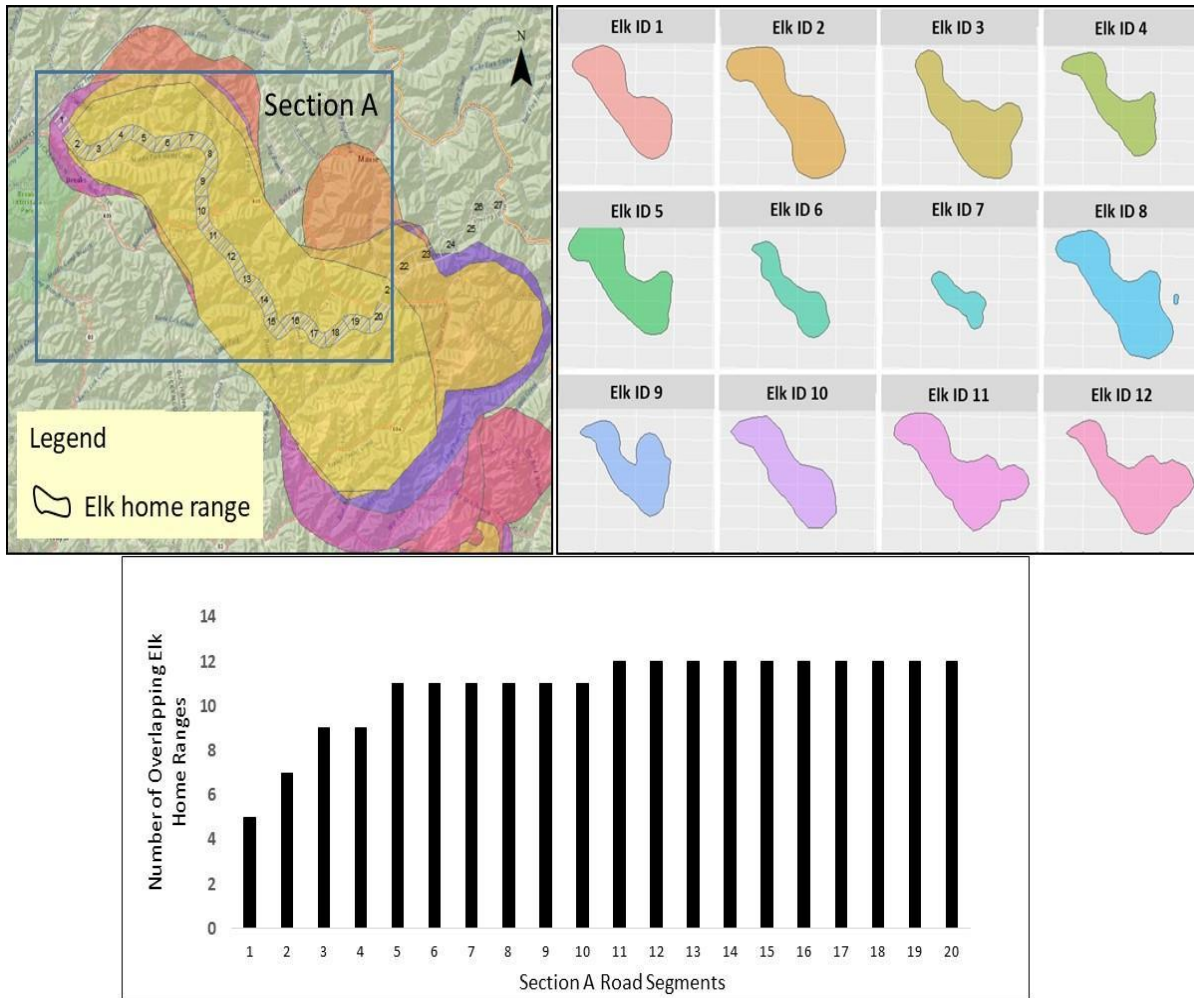 N
Section A
1
2
3
4
5
6
7
8
9
10
11
12
13
14
15
16
17
18
19
20
22
23
24
25
26
27
Legend
Elk home range
Elk ID 1
Elk ID 2
Elk ID 3
Elk ID 4
Elk ID 5
Elk ID 6
Elk ID 7
Elk ID 8
Elk ID 9
Elk ID 10
Elk ID 11
Elk ID 12
Number of Overlapping Elk
Home Ranges
14
12
10
8
6
4
2
0
1 2 3 4 5 6 7 8 9 10 11 12 13 14 15 16 17 18 19 20
Section A Road Segments